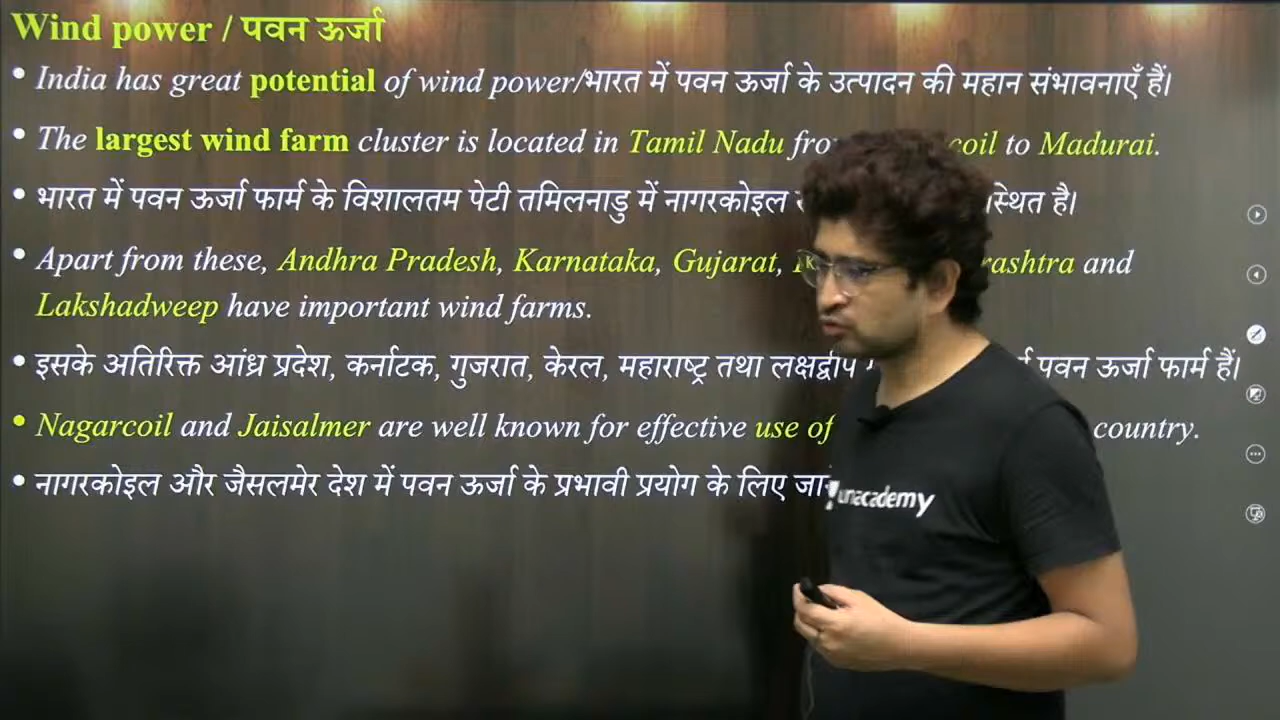 Wind power / पवन ऊर्जा
• India has great potential of wind power/भारत में पवन ऊर्जा के उत्पादन की महान संभावनाएँ हैं।
• The largest wind farm cluster is located in Tamil Nadu coil to Madurai.
• भारत में पवन ऊर्जा फार्म के विशालतम पेटी तमिलनाडु में नागरकोइल स्थित है।
• Apart from these, Andhra Pradesh, Karnataka, Gujarat, rashtra and
Lakshadweep have important wind farms.
• इसके अतिरिक्त आंध्र प्रदेश, कर्नाटक, गुजरात, केरल, महाराष्ट्र तथा लक्षद्वीप पवन ऊर्जा फार्म हैं।
• Nagarcoil and Jaisalmer are well known for effective use of country.
• नागरकोइल और जैसलमेर देश में पवन ऊर्जा के प्रभावी प्रयोग के लिए
unacademy